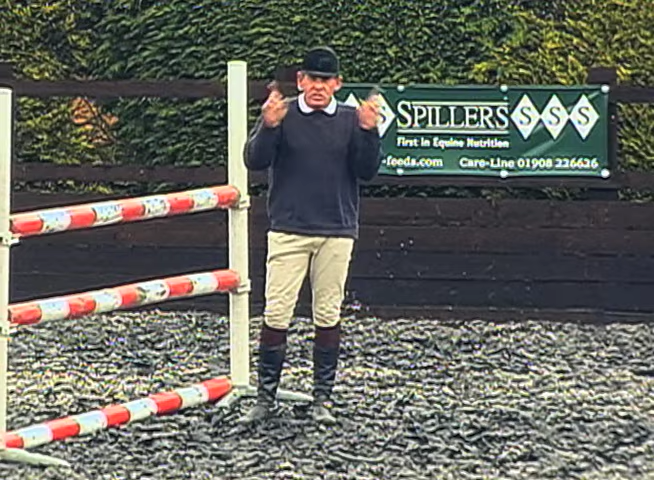 S SPILLERS S S S
First in Equine Nutrition
-feeds.com Care-Line 01908 226626